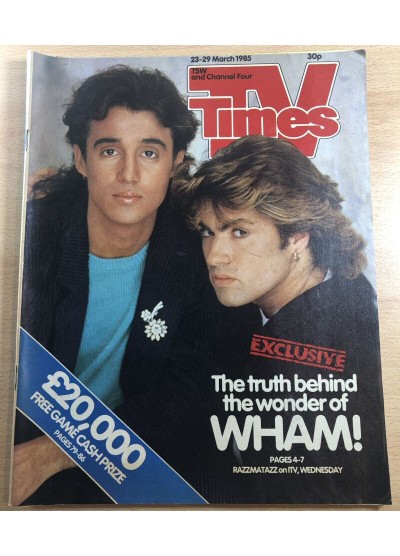 23-29 March 1985
30p
TSW
and Channel Four
TV
Times
EXCLUSIVE
The truth behind
the wonder of
WHAM!
PAGES 4-7
RAZZMATAZZ on ITV, WEDNESDAY
£20,000
FREE GAME CASH PRIZE
PAGES 79-86